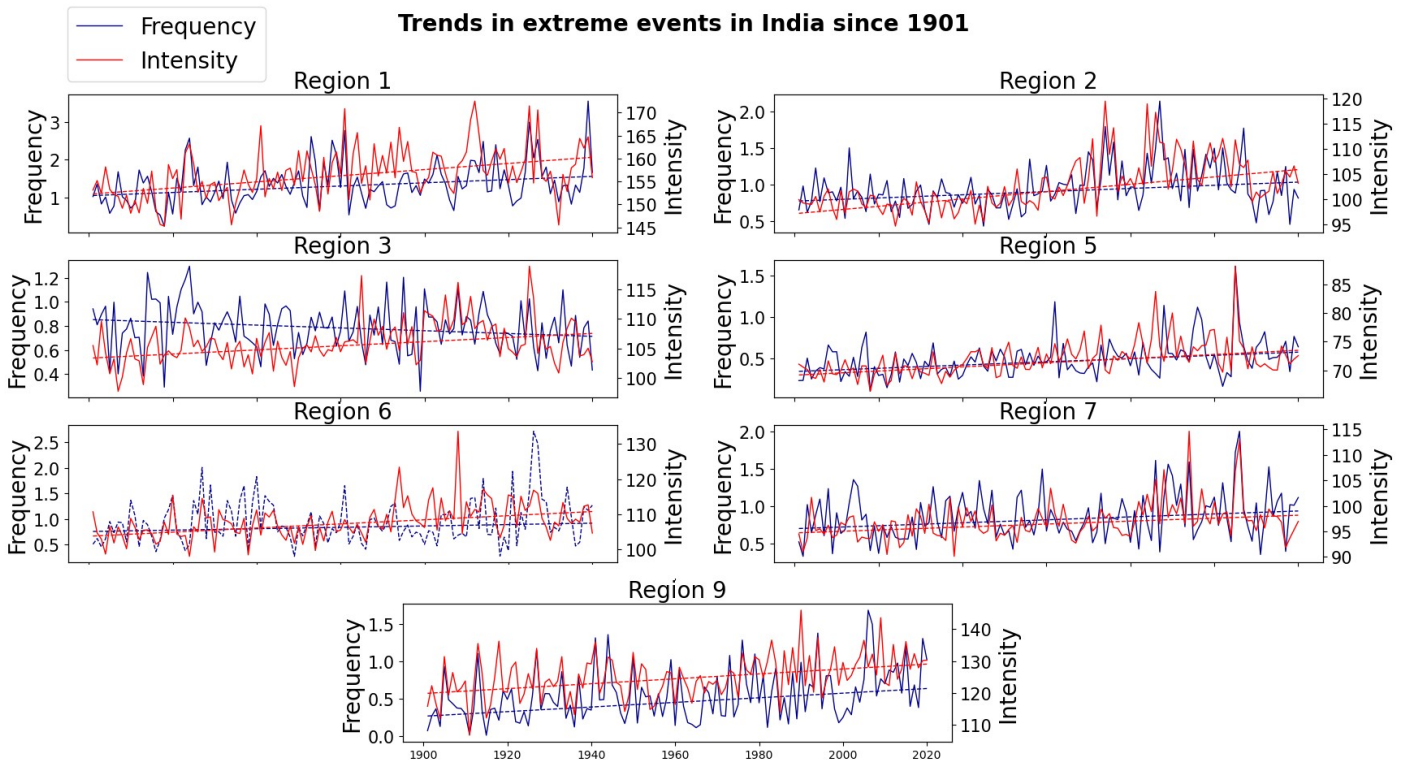 Trends in extreme events in India since 1901
Frequency
Intensity
Region 1
Frequency
3
2
1
170
165
160
155
150
145
Intensity
Region 2
Frequency
2.0
1.5
1.0
0.5
120
115
110
105
100
95
Intensity
Region 3
Frequency
1.2
1.0
0.8
0.6
0.4
115
110
105
100
Intensity
Region 5
Frequency
1.5
1.0
0.5
85
80
75
70
Intensity
Region 6
Frequency
2.5
2.0
1.5
1.0
0.5
130
120
110
100
Intensity
Region 7
Frequency
2.0
1.5
1.0
0.5
115
110
105
100
95
90
Intensity
Region 9
Frequency
1.5
1.0
0.5
0.0
140
130
120
110
Intensity
1900 1920 1940 1960 1980 2000 2020